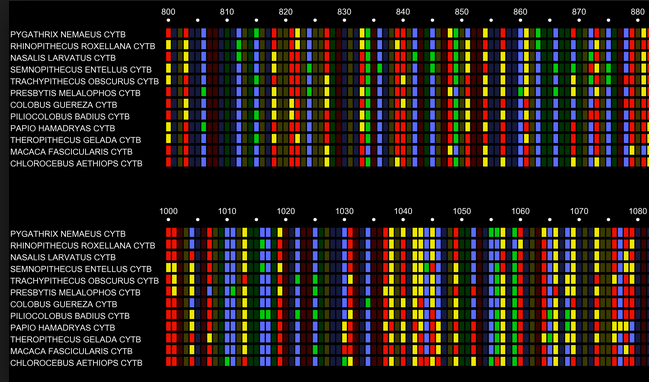 800 810 820 830 840 850 860 870 880
PYGATHRIX NEMAEUS CYTB
RHINOPITHECUS ROXELLANA CYTB
NASALIS LARVATUS CYTB
SEMNOPITHECUS ENTELLUS CYTB
TRACHYPITHECUS OBSCURUS CYTB
PRESBYTIS MELALOPHOS CYTB
COLOBUS GUEREZA CYTB
PILIOCOLOBUS BADIUS CYTB
PAPIO HAMADRYAS CYTB
THEROPITHECUS GELADA CYTB
MACACA FASCICULARIS CYTB
CHLOROCEBUS AETHIOPS CYTB
1000 1010 1020 1030 1040 1050 1060 1070 1080
PYGATHRIX NEMAEUS CYTB
RHINOPITHECUS ROXELLANA CYTB
NASALIS LARVATUS CYTB
SEMNOPITHECUS ENTELLUS CYTB
TRACHYPITHECUS OBSCURUS CYTB
PRESBYTIS MELALOPHOS CYTB
COLOBUS GUEREZA CYTB
PILIOCOLOBUS BADIUS CYTB
PAPIO HAMADRYAS CYTB
THEROPITHECUS GELADA CYTB
MACACA FASCICULARIS CYTB
CHLOROCEBUS AETHIOPS CYTB